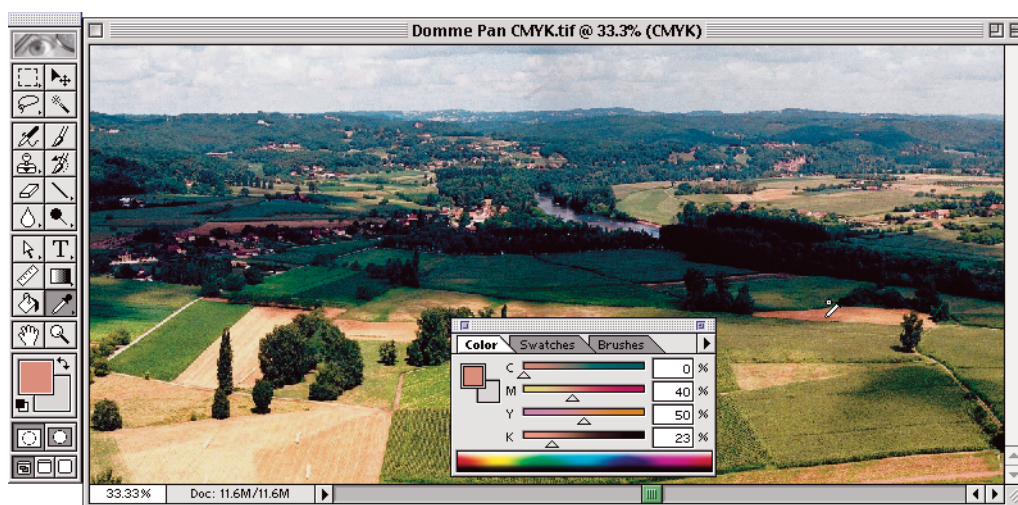 Domme Pan CMYK.tif @ 33.3% (CMYK)
T
Color Swatches Brushes
C 0 %
M 40 %
Y 50 %
K 23 %
33.33% Doc: 11.6M/11.6M